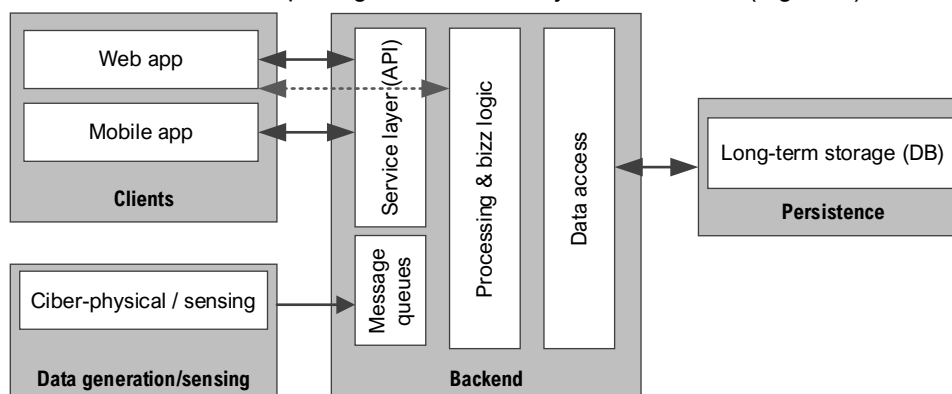 Web app
Mobile app
Clients
Ciber-physical / sensing
Data generation/sensing
Service layer (API)
Message
queues
Processing & bizz logic
Data access
Backend
Long-term storage (DB)
Persistence